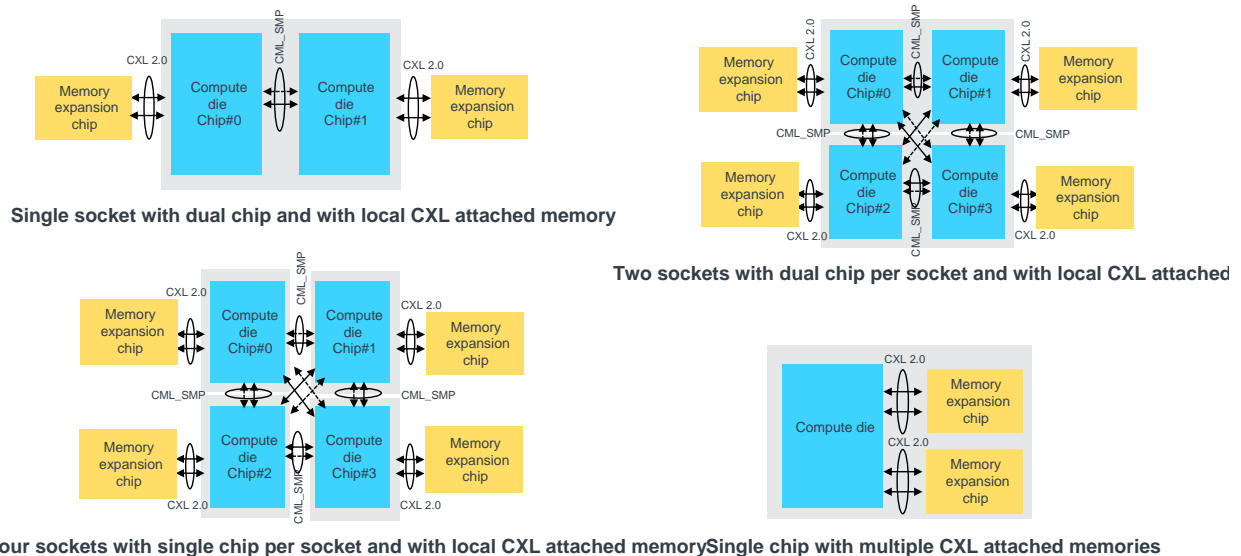 CML_SMP
CXL 2.0
CXL 2.0
Memory
expansion
chip
Compute
die
Chip#0
Compute
die
Chip#1
Memory
expansion
chip
Single socket with dual chip and with local CXL attached memory
CXL 2.0
CML_SMP
CXL 2.0
Memory
expansion
chip
Compute
die
Chip#0
Compute
die
Chip#1
Memory
expansion
chip
CML_SMP
CML_SMP
Memory
expansion
chip
Compute
die
Chip#2
Compute
die
Chip#3
Memory
expansion
chip
CXL 2.0
CML_SMP
CXL 2.0
Two sockets with dual chip per socket and with local CXL attached
CML_SMP
CXL 2.0
CXL 2.0
Memory
expansion
chip
Compute
die
Chip#0
Compute
die
Chip#1
Memory
expansion
chip
CML_SMP
CML_SMP
Memory
expansion
chip
Compute
die
Chip#2
Compute
die
Chip#3
Memory
expansion
chip
CXL 2.0
CML_SMP
CXL 2.0
our sockets with single chip per socket and with local CXL attached memory
CXL 2.0
Memory
expansion
chip
Compute die
CXL 2.0
Memory
expansion
chip
Single chip with multiple CXL attached memories